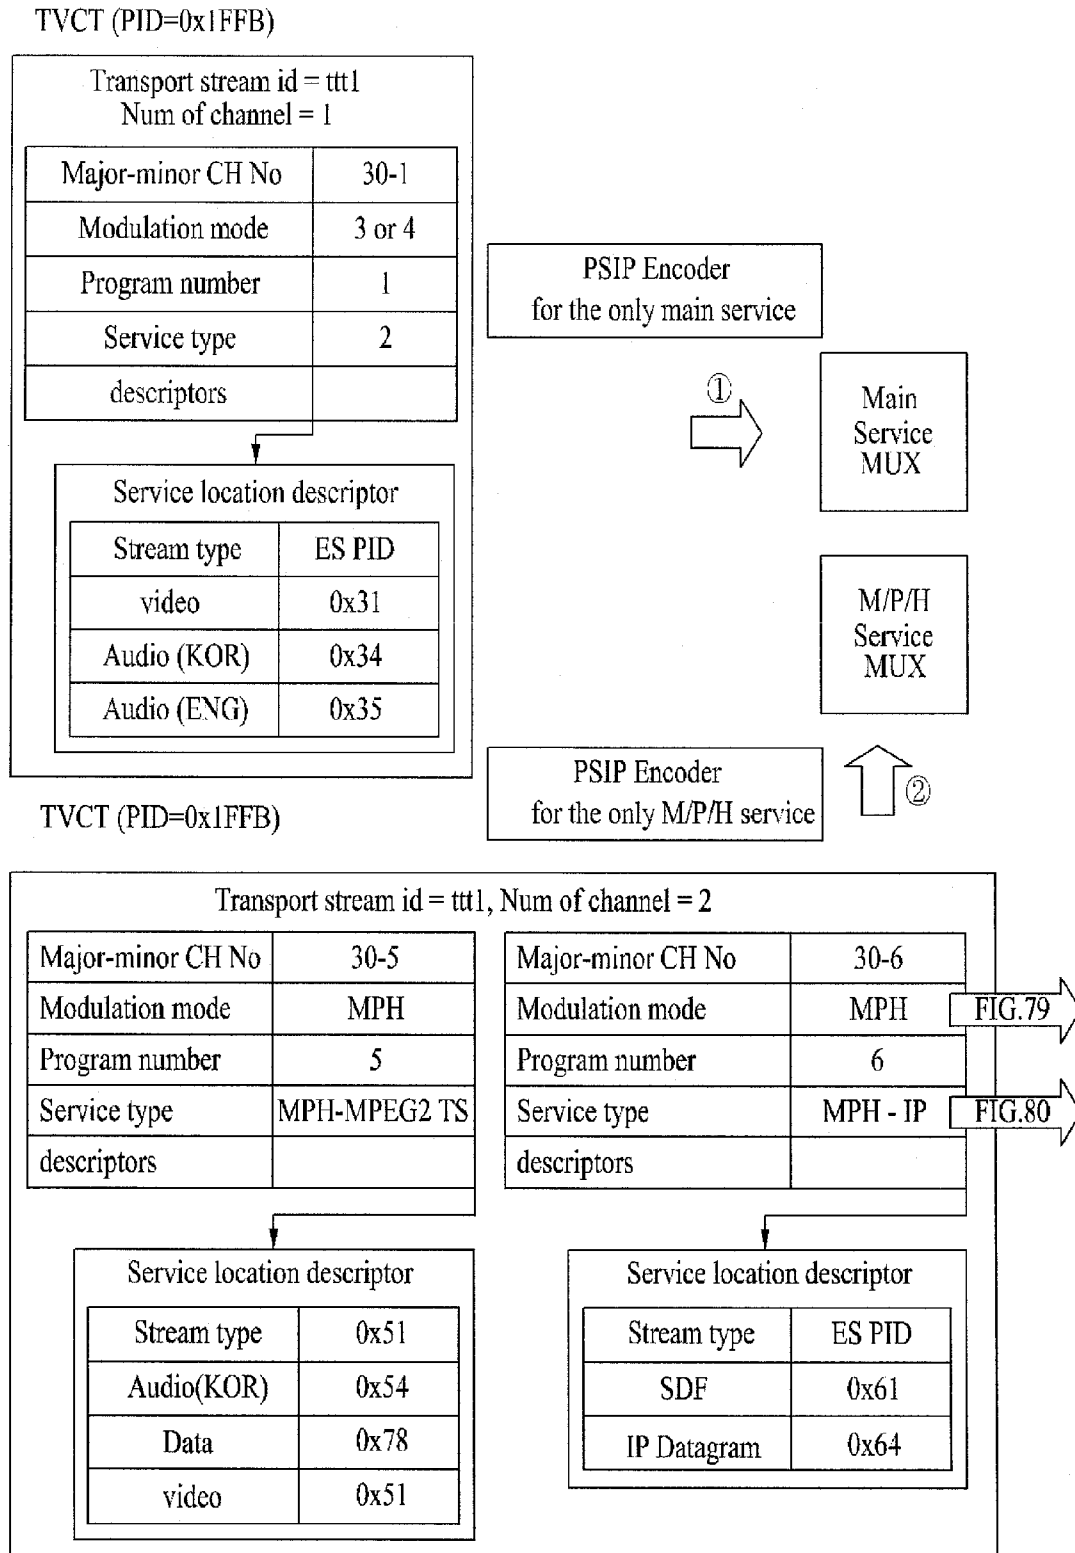 TVCT (PID=0x1FFB)
Transport stream id = ttt1
Num of channel = 1
Major-minor CH No 30-1
Modulation mode 3 or 4
Program number 1
Service type 2
descriptors
Service location descriptor
Stream type ES PID
video 0x31
Audio (KOR) 0x34
Audio (ENG) 0x35
PSIP Encoder
for the only main service
①
Main
Service
MUX
M/P/H
Service
MUX
PSIP Encoder
for the only M/P/H service
②
TVCT (PID=0x1FFB)
Transport stream id = ttt1, Num of channel = 2
Major-minor CH No 30-5
Modulation mode MPH
Program number 5
Service type MPH-MPEG2 TS
descriptors
Service location descriptor
Stream type 0x51
Audio(KOR) 0x54
Data 0x78
video 0x51
Major-minor CH No 30-6
Modulation mode MPH FIG.79
Program number 6
Service type MPH - IP FIG.80
descriptors
Service location descriptor
Stream type ES PID
SDF 0x61
IP Datagram 0x64